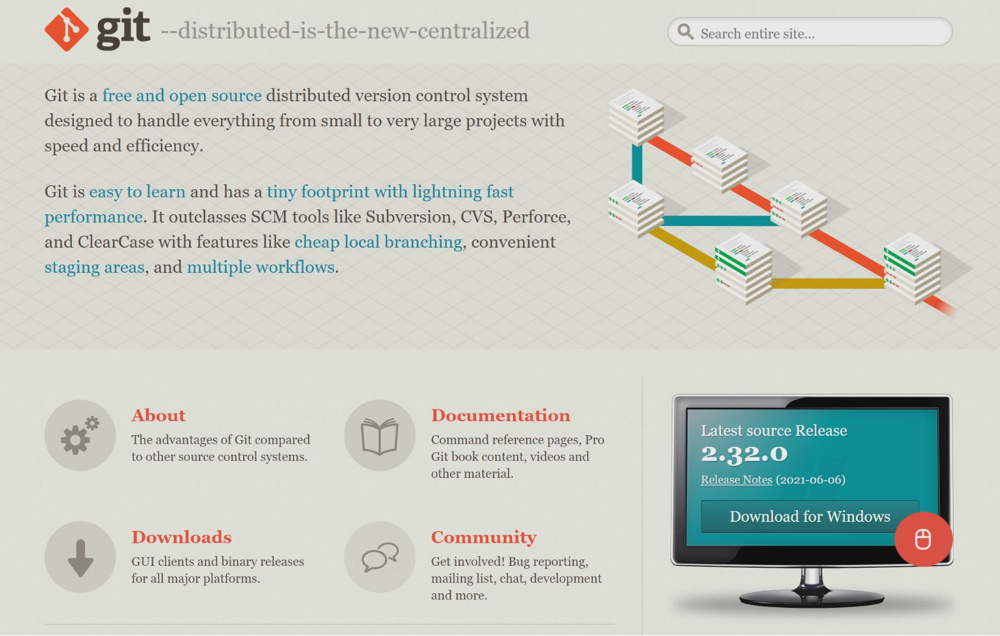 git --distributed-is-the-new-centralized
Search entire site...
Git is a free and open source distributed version control system
designed to handle everything from small to very large projects with
speed and efficiency.
Git is easy to learn and has a tiny footprint with lightning fast
performance. It outclasses SCM tools like Subversion, CVS, Perforce,
and ClearCase with features like cheap local branching, convenient
staging areas, and multiple workflows.
About
The advantages of Git compared
to other source control systems.
Documentation
Command reference pages, Pro
Git book content, videos and
other material.
Downloads
GUI clients and binary releases
for all major platforms.
Community
Get involved! Bug reporting,
mailing list, chat, development
and more.
Latest source Release
2.32.0
Release Notes (2021-06-06)
Download for Windows